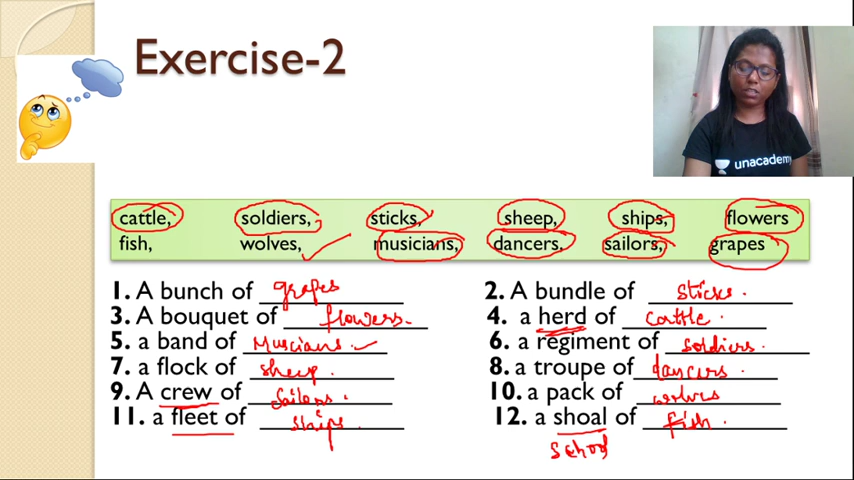 Exercise-2
unacademy
cattle, soldiers, sticks, sheep, ships, flowers
fish, wolves, musicians, dancers, sailors, grapes
1. A bunch of grapes 2. A bundle of sticks.
3. A bouquet of flowers. 4. a herd of cattle.
5. a band of Muscians. 6. a regiment of soldiers.
7. a flock of sheep. 8. a troupe of dancers.
9. A crew of sailors. 10. a pack of wolves
11. a fleet of ships. 12. a shoal of fish.
school